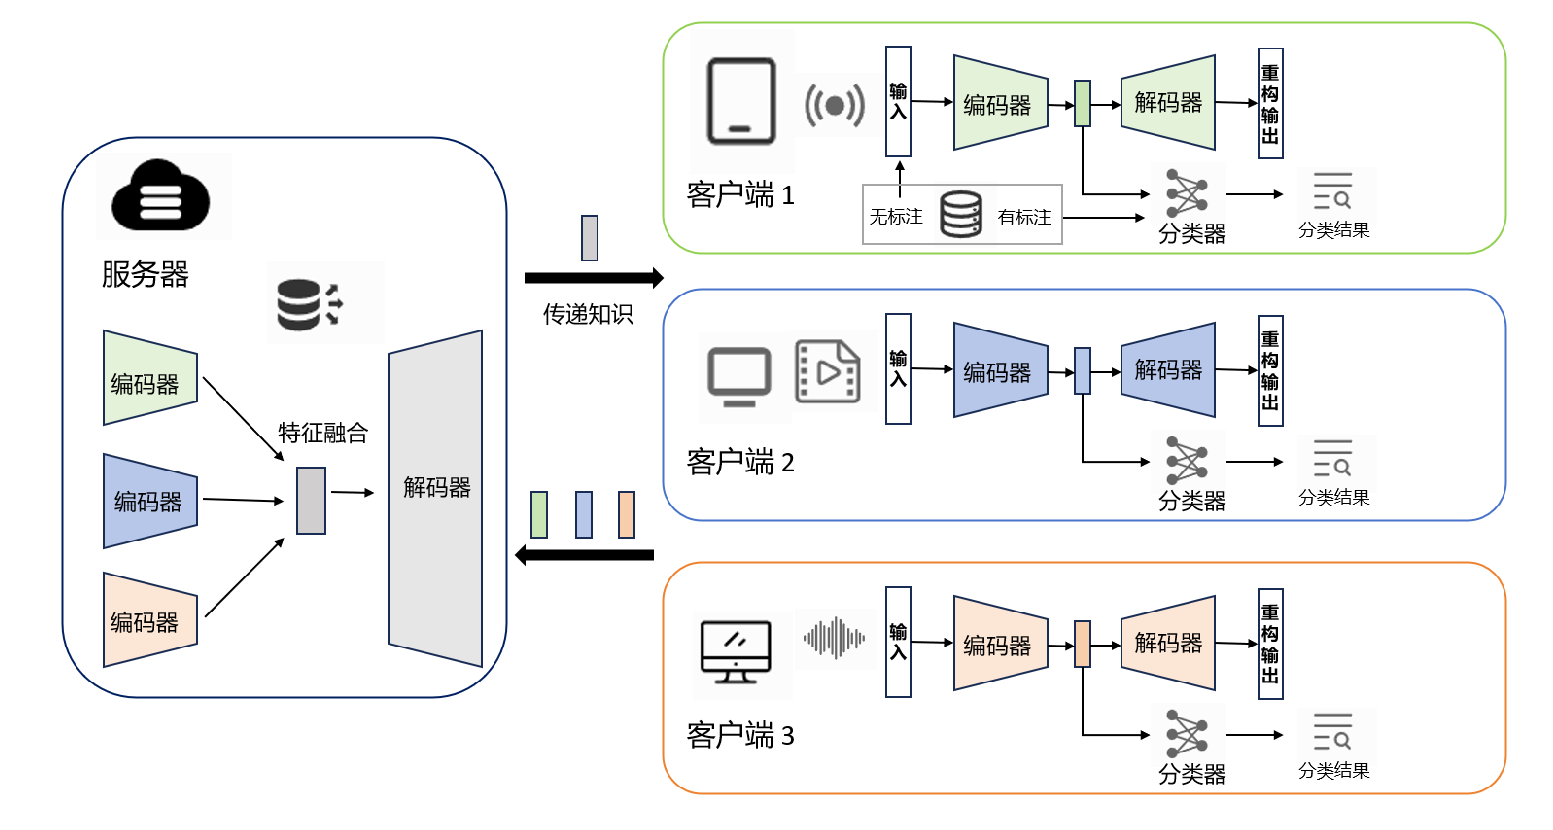 服务器
编码器
编码器
编码器
特征融合
解码器
传递知识
客户端 1
输入
编码器
解码器
重构输出
无标注
有标注
分类器
分类结果
客户端 2
输入
编码器
解码器
重构输出
分类器
分类结果
客户端 3
输入
编码器
解码器
重构输出
分类器
分类结果